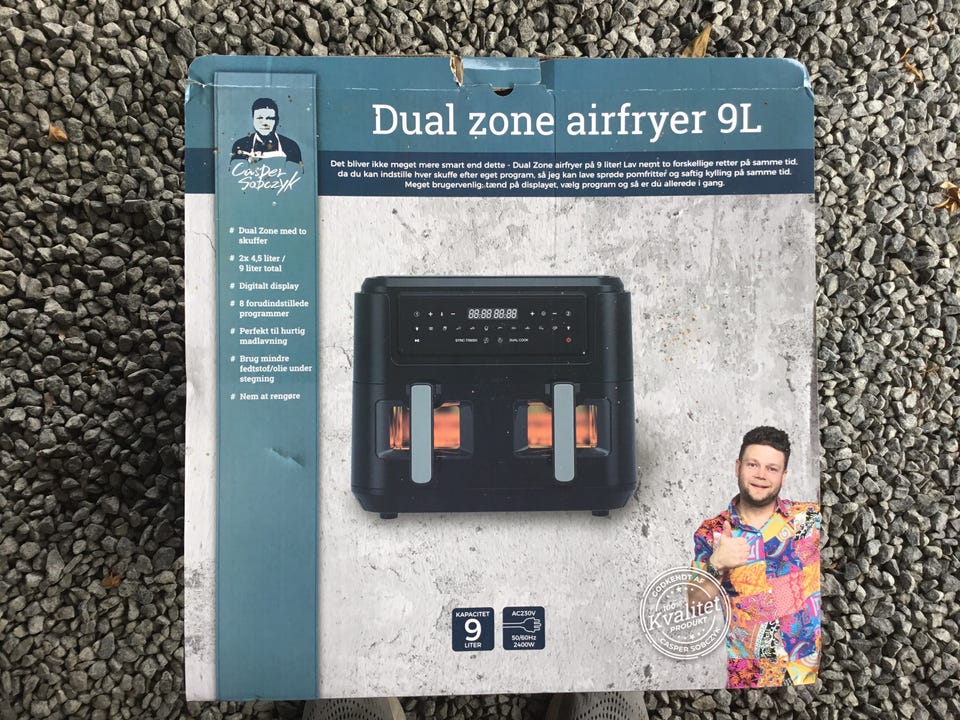 Dual zone airfryer 9L
Det bliver ikke meget mere smart end dette - Dual Zone airfryer på 9 liter! Lav nemt to forskellige retter på samme tid,
da du kan indstille hver skuffe efter eget program, så jeg kan lave sprøde pomfritter og saftig kylling på samme tid.
Meget brugervenlig: tænd på displayet, vælg program og så er du allerede i gang.
Casper
Sobczyk
# Dual Zone med to
skuffer
# 2x 4,5 liter /
9 liter total
# Digitalt display
# 8 forudindstillede
programmer
# Perfekt til hurtig
madlavning
# Brug mindre
fedtstof/olie under
stegning
# Nem at rengøre
88:88 88:88
SYNC FINISH
DUAL COOK
KAPACITET
9
LITER
AC230V
50/60Hz
2400W
GODKENDT AF
100%
Kvalitet
PRODUKT
CASPER SOBCZYK